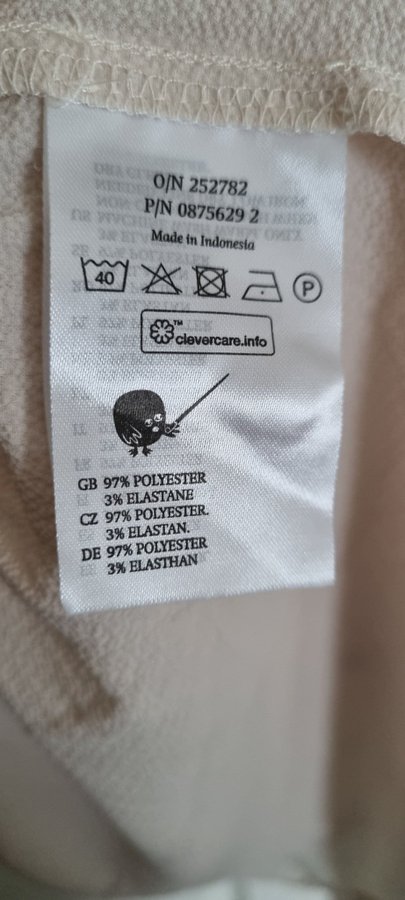 O/N 252782
P/N 0875629 2
Made in Indonesia
40
P
™
clevercare.info
GB 97% POLYESTER
3% ELASTANE
CZ 97% POLYESTER.
3% ELASTAN.
DE 97% POLYESTER
3% ELASTHAN